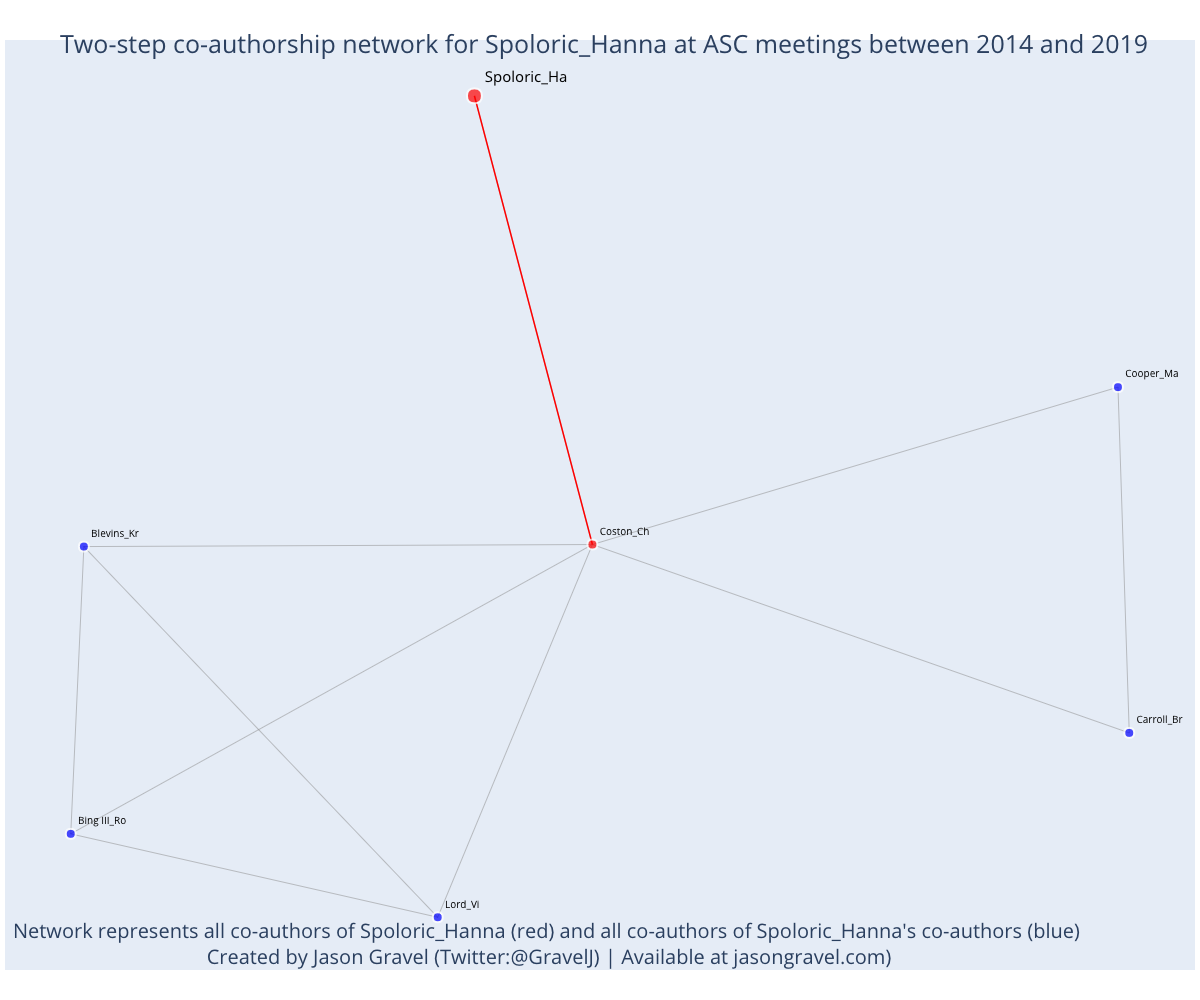 Two-step co-authorship network for Spoloric_Hanna at ASC meetings between 2014 and 2019
Spoloric_Ha
Cooper_Ma
Coston_Ch
Blevins_Kr
Carroll_Br
Bing III_Ro
Lord_Vi
Network represents all co-authors of Spoloric_Hanna (red) and all co-authors of Spoloric_Hanna's co-authors (blue)
Created by Jason Gravel (Twitter:@GravelJ) | Available at jasongravel.com)